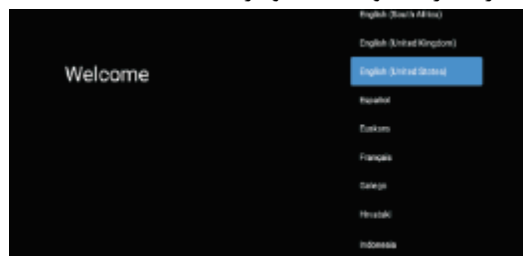 English (South Africa)
English (United Kingdom)
Welcome
English (United States)
Español
Euskara
Français
Galego
Hrvatski
Indonesia